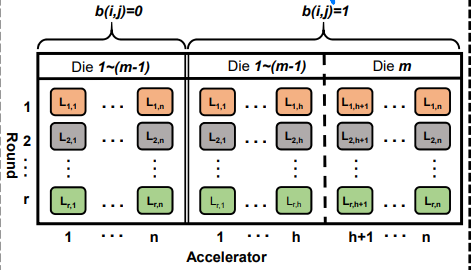 b(i,j)=0 b(i,j)=1
Die 1~(m-1) Die 1~(m-1) Die m
1 L1,1 ... L1,n L1,1 ... L1,h L1,h+1 ... L1,n
2 L2,1 ... L2,n L2,1 ... L2,h L2,h+1 ... L2,n
⋮ ⋮ ⋮ ⋮ ⋮ ⋮ ⋮
r Lr,1 ... Lr,n Lr,1 ... Lr,h Lr,h+1 ... Lr,n
Round
1 ... n 1 ... h h+1 ... n
Accelerator